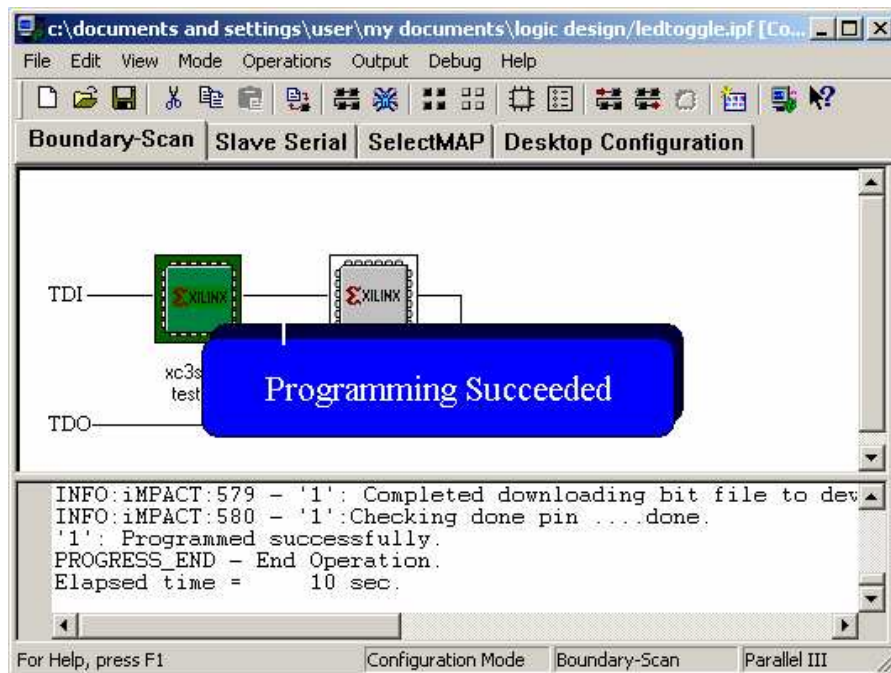 c:\documents and settings\user\my documents\logic design/ledtoggle.ipf [Co...
File Edit View Mode Operations Output Debug Help
Boundary-Scan Slave Serial SelectMAP Desktop Configuration
TDI ΣXILINX ΣXILINX
xc3s
test
Programming Succeeded
TDO
INFO:iMPACT:579 - '1': Completed downloading bit file to dev
INFO:iMPACT:580 - '1':Checking done pin ....done.
'1': Programmed successfully.
PROGRESS_END - End Operation.
Elapsed time = 10 sec.
For Help, press F1 Configuration Mode Boundary-Scan Parallel III